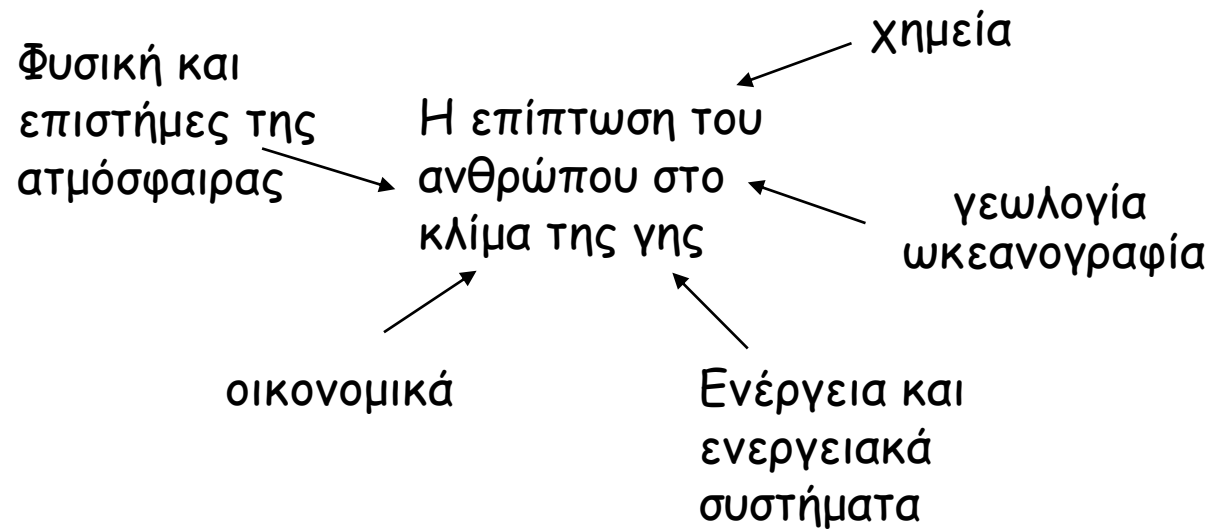 χημεία
Φυσική και
επιστήμες της
ατμόσφαιρας
Η επίπτωση του
ανθρώπου στο
κλίμα της γης
γεωλογία
ωκεανογραφία
οικονομικά
Ενέργεια και
ενεργειακά
συστήματα